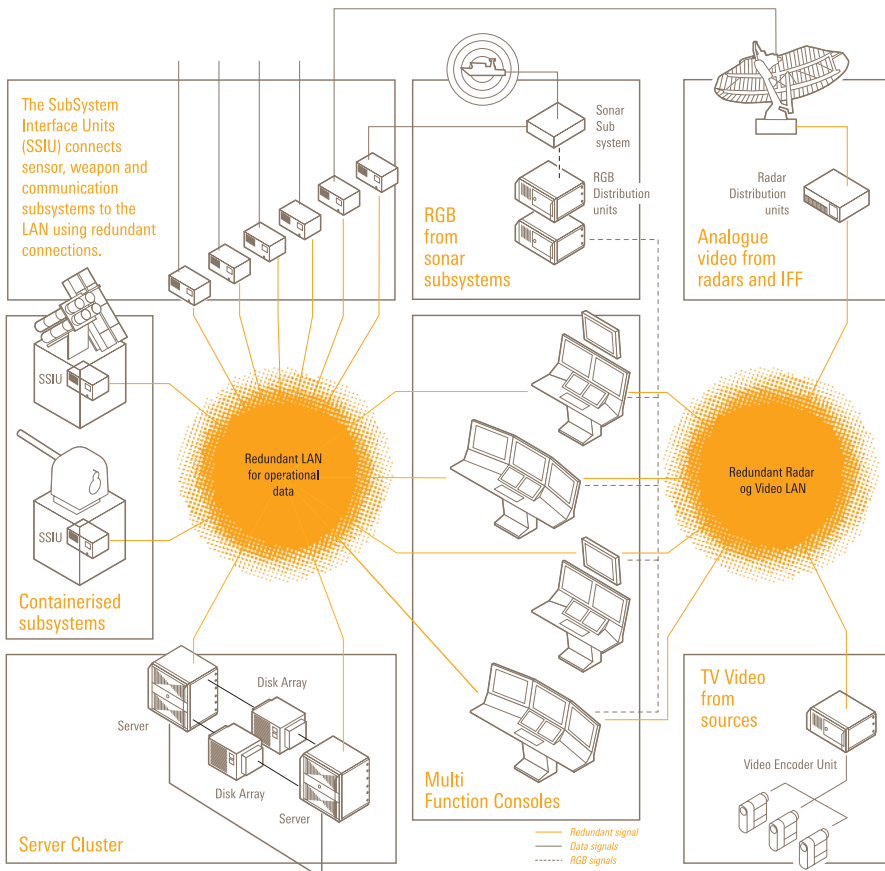 The SubSystem
Interface Units
(SSIU) connects
sensor, weapon and
communication
subsystems to the
LAN using redundant
connections.
Sonar
Sub
system
RGB
Distribution
units
RGB
from
sonar
subsystems
Radar
Distribution
units
Analogue
video from
radars and IFF
SSIU
SSIU
Containerised
subsystems
Redundant LAN
for operational
data
Redundant Radar
og Video LAN
Multi
Function Consoles
Server
Disk Array
Disk Array
Server
Server Cluster
TV Video
from
sources
Video Encoder Unit
Redundant signal
Data signals
RGB signals